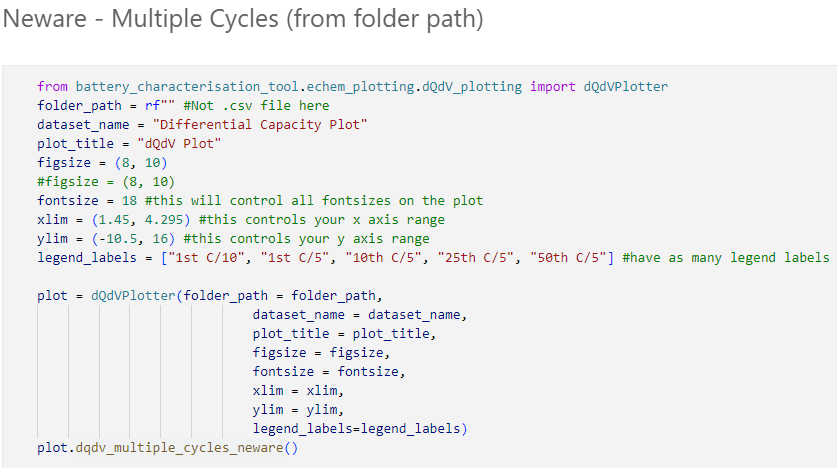 Neware - Multiple Cycles (from folder path)
from battery_characterisation_tool.echem_plotting.dQdV_plotting import dQdVPlotter
folder_path = rf"" #Not .csv file here
dataset_name = "Differential Capacity Plot"
plot_title = "dQdV Plot"
figsize = (8, 10)
#figsize = (8, 10)
fontsize = 18 #this will control all fontsizes on the plot
xlim = (1.45, 4.295) #this controls your x axis range
ylim = (-10.5, 16) #this controls your y axis range
legend_labels = ["1st C/10", "1st C/5", "10th C/5", "25th C/5", "50th C/5"] #have as many legend labels
plot = dQdVPlotter(folder_path = folder_path,
dataset_name = dataset_name,
plot_title = plot_title,
figsize = figsize,
fontsize = fontsize,
xlim = xlim,
ylim = ylim,
legend_labels=legend_labels)
plot.dqdv_multiple_cycles_neware()